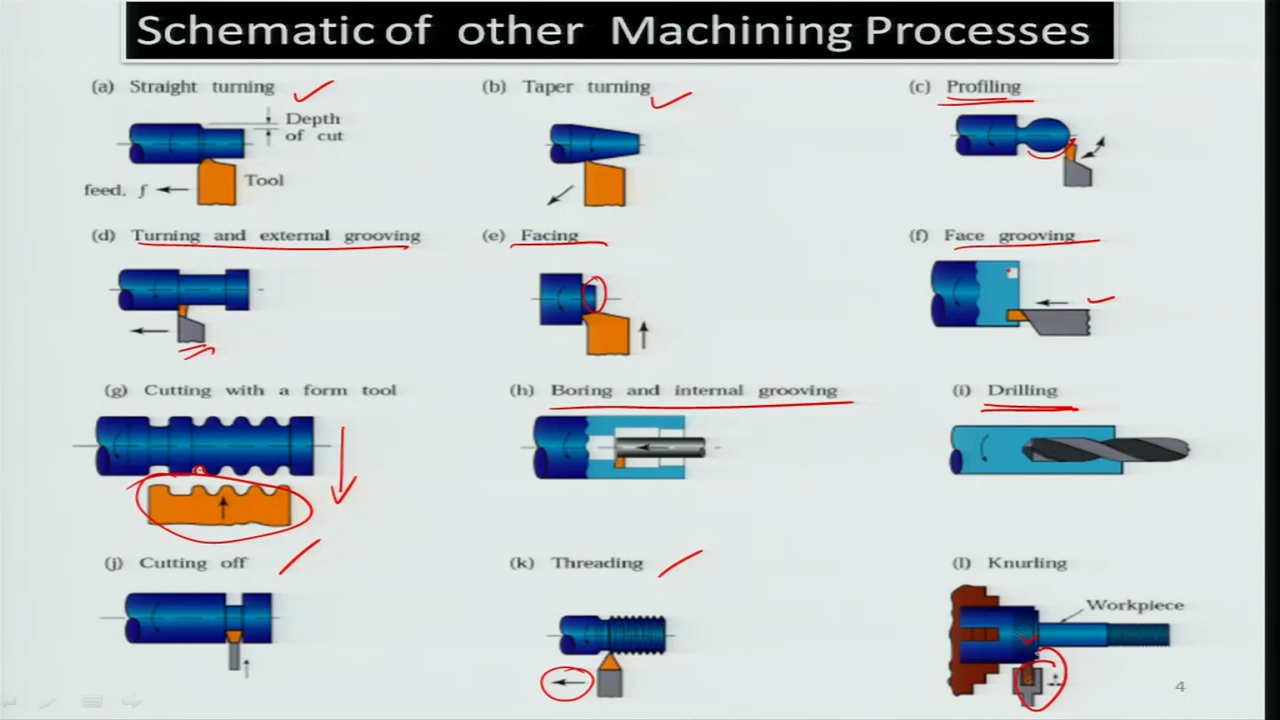 Schematic of other Machining Processes
(a) Straight turning
(b) Taper turning
(c) Profiling
Depth
of cut
feed, f
Tool
(d) Turning and external grooving
(e) Facing
(f) Face grooving
(g) Cutting with a form tool
(h) Boring and internal grooving
(i) Drilling
(j) Cutting off
(k) Threading
(l) Knurling
Workpiece
4